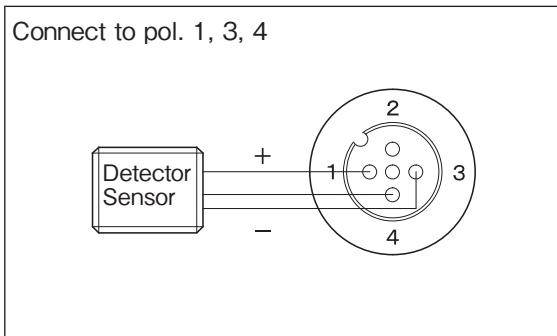 Connect to pol. 1, 3, 4
2
+
Detector
1
3
Sensor
−
4